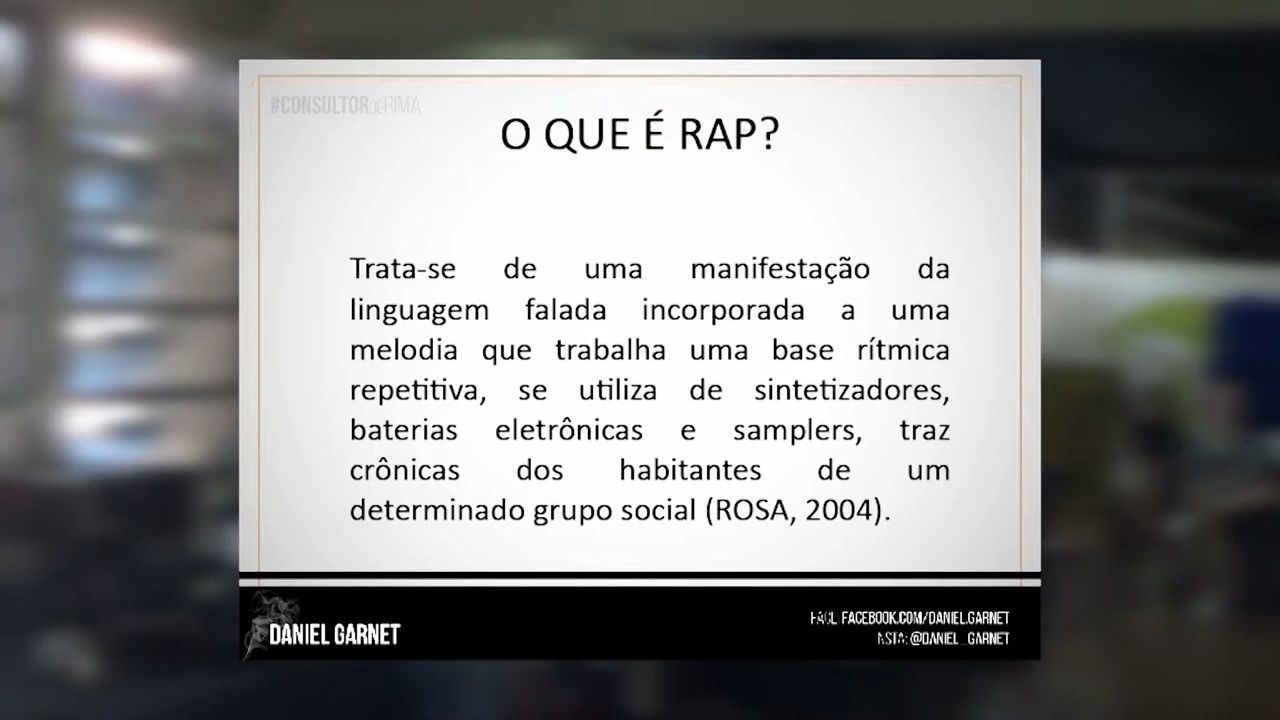 #CONSULTORDERIMA
O QUE É RAP?
Trata-se de uma manifestação da
linguagem falada incorporada a uma
melodia que trabalha uma base rítmica
repetitiva, se utiliza de sintetizadores,
baterias eletrônicas e samplers, traz
crônicas dos habitantes de um
determinado grupo social (ROSA, 2004).
DANIEL GARNET
FACEBOOK.COM/DANIELGARNET
@DANIEL_GARNET